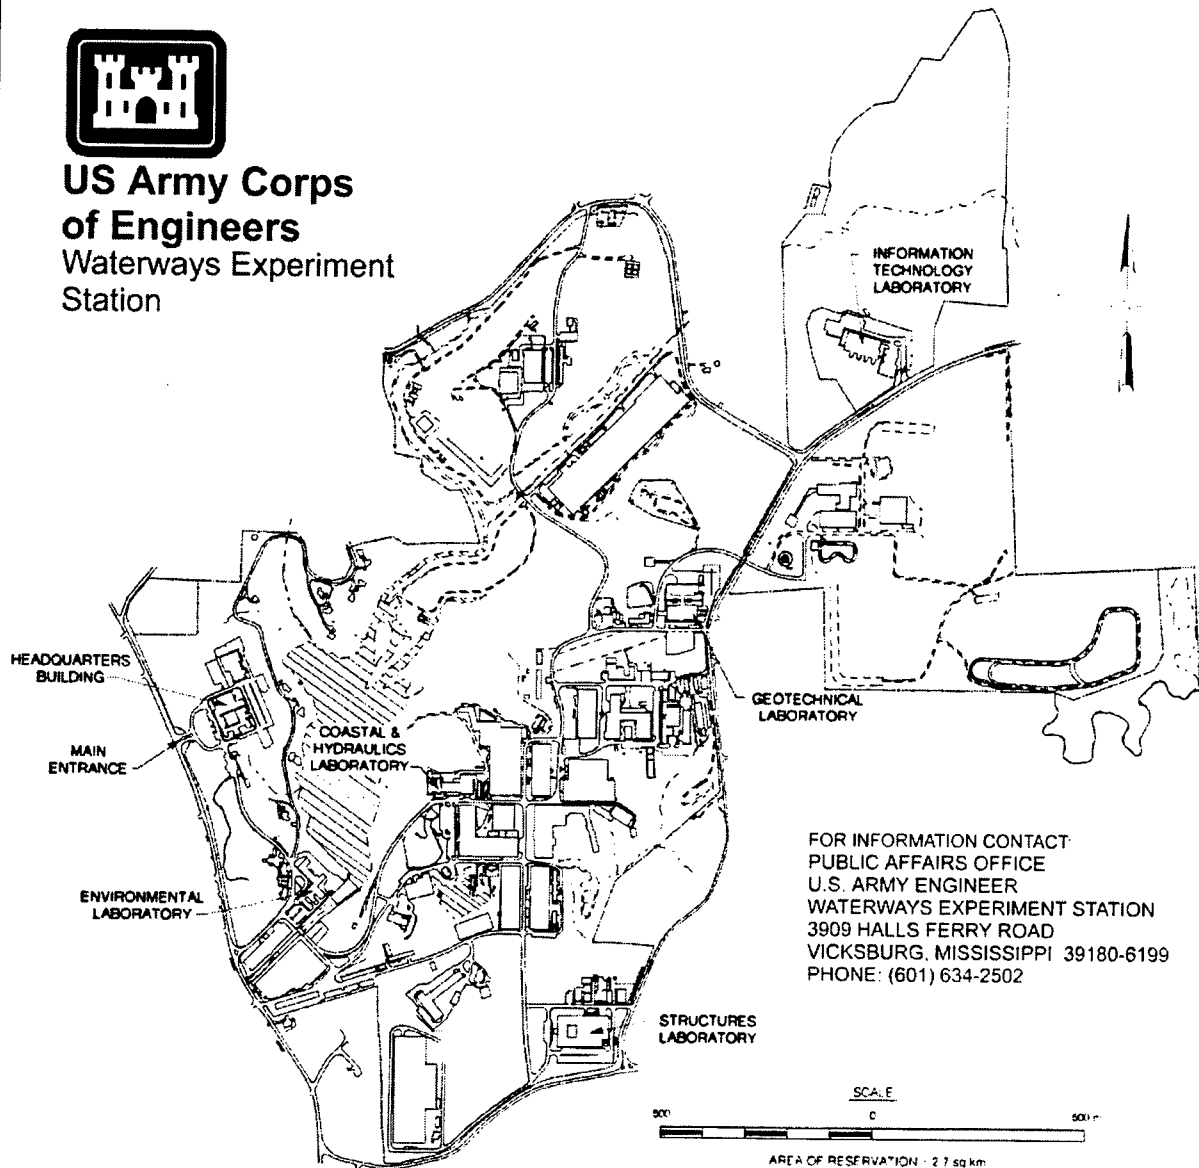 US Army Corps
of Engineers
Waterways Experiment
Station
INFORMATION
TECHNOLOGY
LABORATORY
HEADQUARTERS
BUILDING
MAIN
ENTRANCE
COASTAL &
HYDRAULICS
LABORATORY
GEOTECHNICAL
LABORATORY
ENVIRONMENTAL
LABORATORY
STRUCTURES
LABORATORY
FOR INFORMATION CONTACT
PUBLIC AFFAIRS OFFICE
U.S. ARMY ENGINEER
WATERWAYS EXPERIMENT STATION
3909 HALLS FERRY ROAD
VICKSBURG, MISSISSIPPI 39180-6199
PHONE: (601) 634-2502
SCALE
500 0 500 m
AREA OF RESERVATION - 2.7 sq km